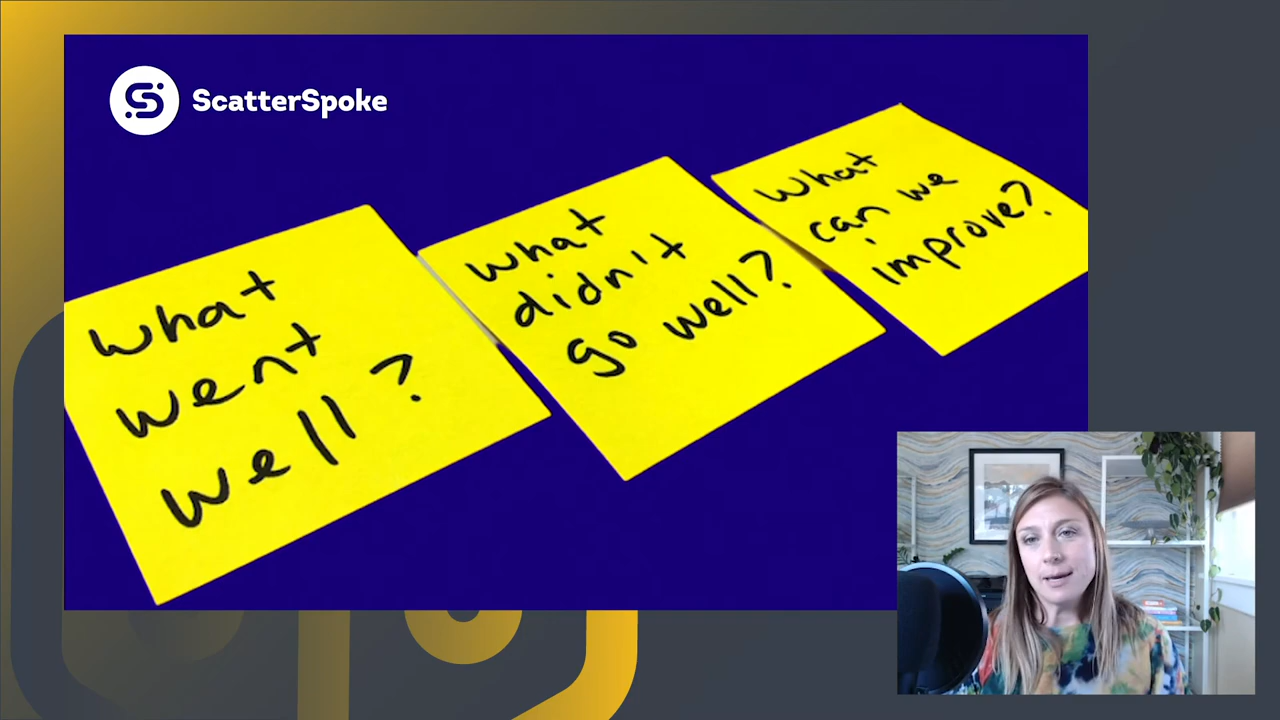 ScatterSpoke
What
went
well?
What
didn't
go well?
What
can we
improve?